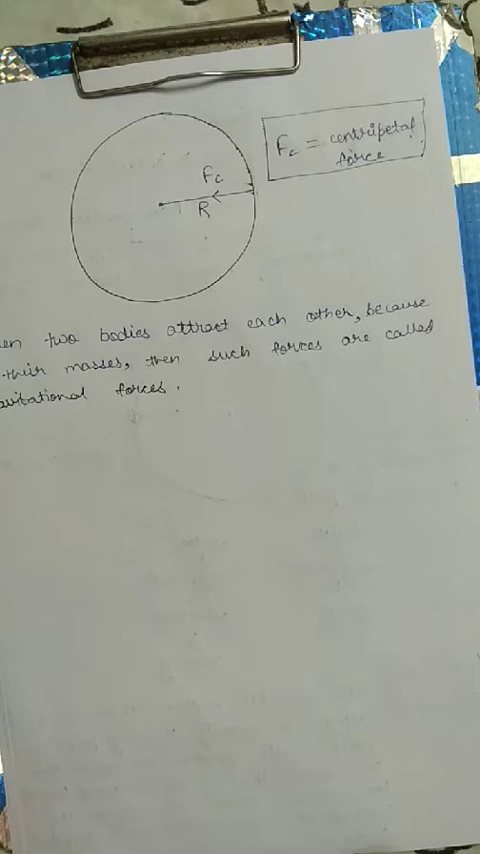 Fc = centripetal
force
Fc
R
en two bodies attract each other, because
their masses, then such forces are called
avitational forces.